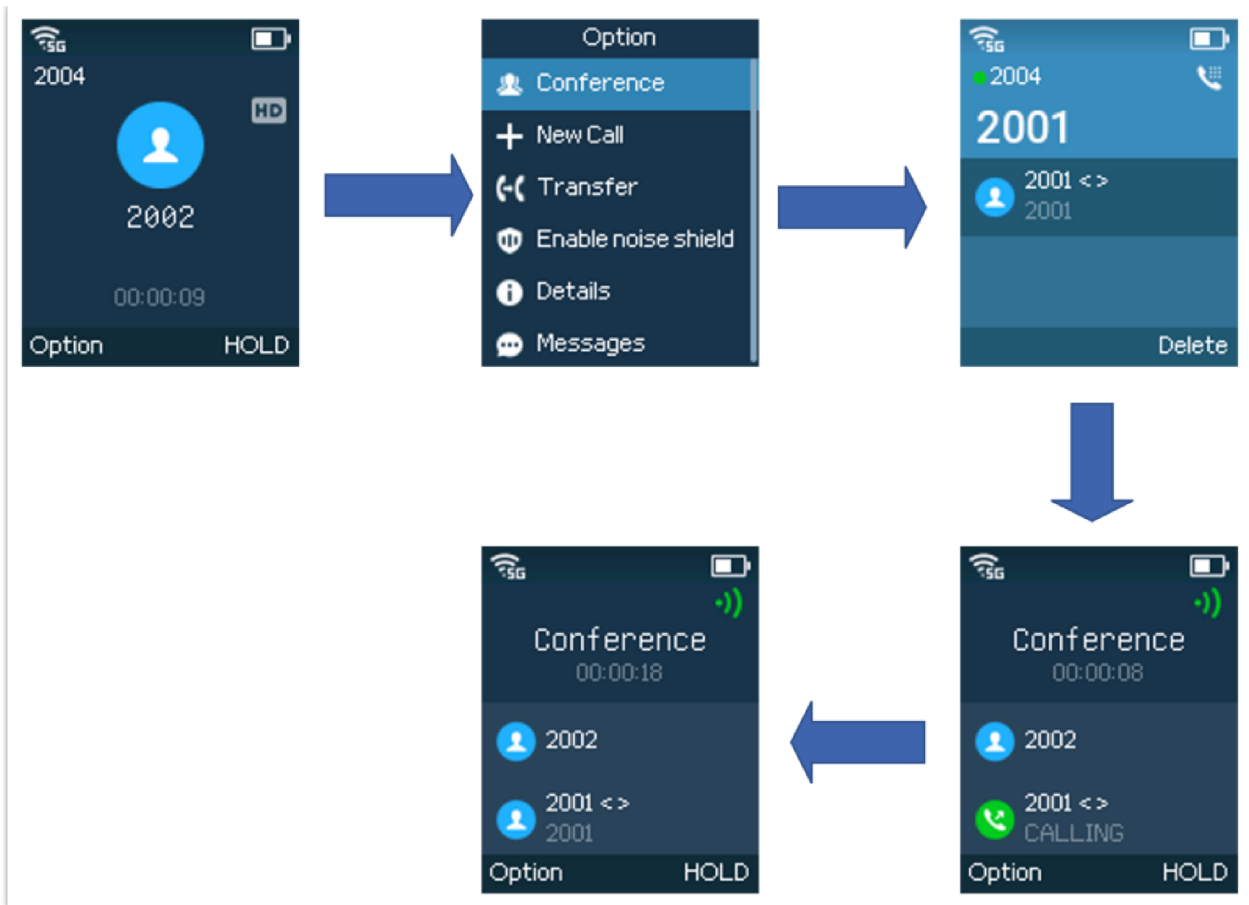 5G
2004
HD
2002
00:00:09
Option HOLD
Option
Conference
New Call
Transfer
Enable noise shield
Details
Messages
5G
2004
2001
2001 <>
2001
Delete
5G
Conference
00:00:18
2002
2001 <>
2001
Option HOLD
5G
Conference
00:00:08
2002
2001 <>
CALLING
Option HOLD